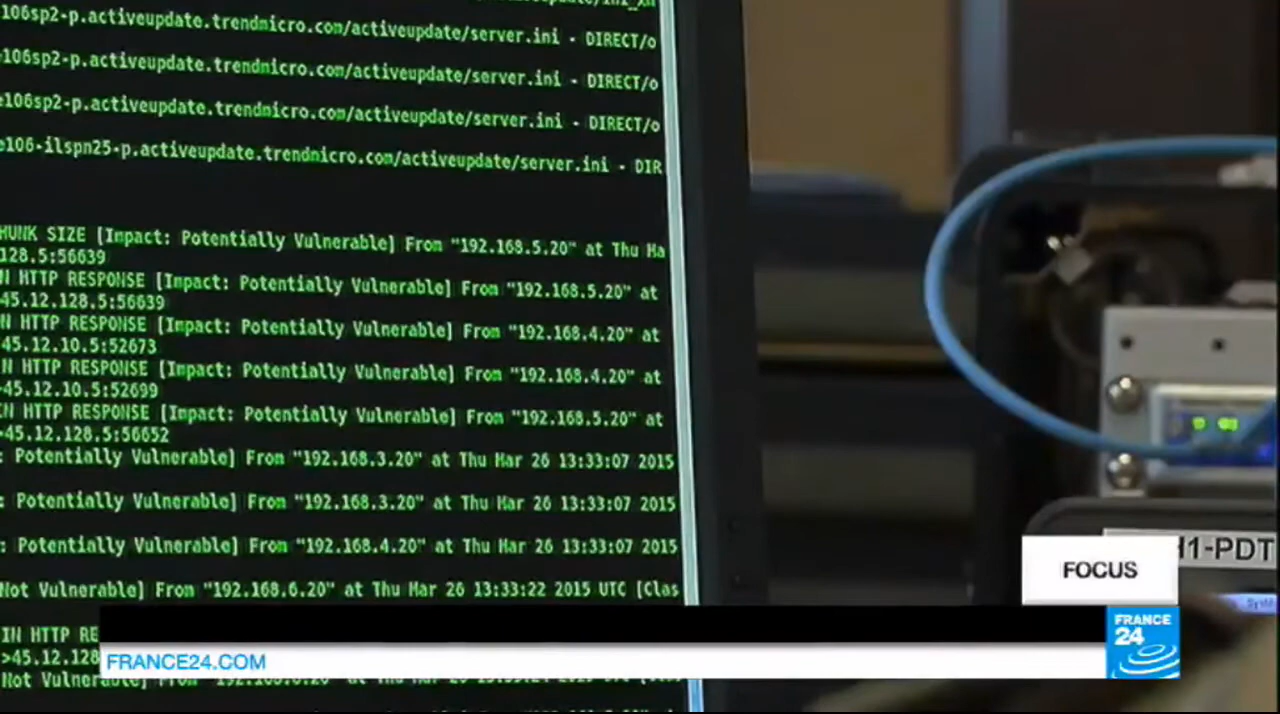 106sp2-p.activeupdate.trendmicro.com/activeupdate/server.ini - DIRECT/o
e106sp2-p.activeupdate.trendmicro.com/activeupdate/server.ini - DIRECT/o
e106sp2-p.activeupdate.trendmicro.com/activeupdate/server.ini - DIRECT/o
e106-ilspn25-p.activeupdate.trendmicro.com/activeupdate/server.ini - DIR
HUNK SIZE [Impact: Potentially Vulnerable] From "192.168.5.20" at Thu Ma
128.5:56639
N HTTP RESPONSE [Impact: Potentially Vulnerable] From "192.168.5.20" at
45.12.128.5:56639
IN HTTP RESPONSE [Impact: Potentially Vulnerable] From "192.168.4.20" at
45.12.10.5:52673
IN HTTP RESPONSE [Impact: Potentially Vulnerable] From "192.168.4.20" at
45.12.10.5:52699
IN HTTP RESPONSE [Impact: Potentially Vulnerable] From "192.168.5.20" at
>45.12.128.5:56652
: Potentially Vulnerable] From "192.168.3.20" at Thu Mar 26 13:33:07 2015
: Potentially Vulnerable] From "192.168.3.20" at Thu Mar 26 13:33:07 2015
: Potentially Vulnerable] From "192.168.4.20" at Thu Mar 26 13:33:07 2015
Not Vulnerable] From "192.168.6.20" at Thu Mar 26 13:33:22 2015 UTC [Clas
IN HTTP RE
>45.12.128
Not Vulnerable] From
H1-PDT
FOCUS
FRANCE
24
FRANCE24.COM